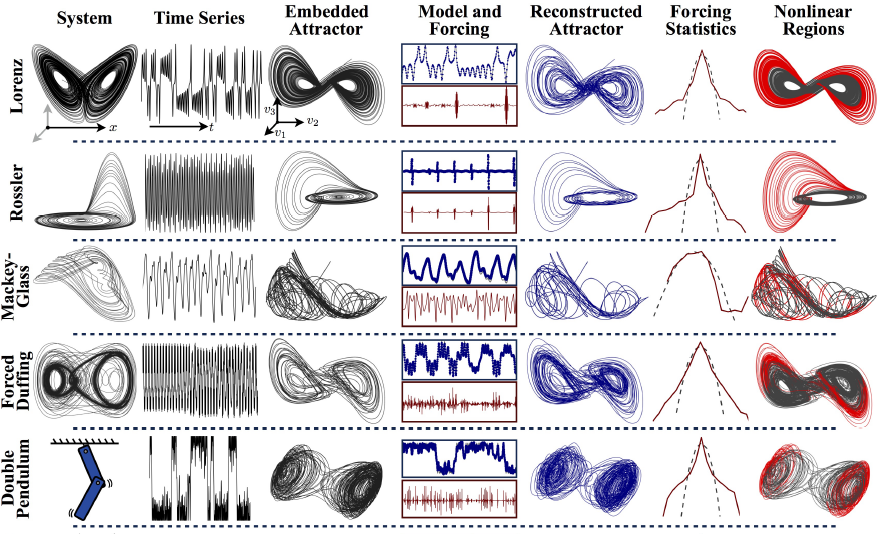 System
Time Series
Embedded
Attractor
Model and
Forcing
Reconstructed
Attractor
Forcing
Statistics
Nonlinear
Regions
Lorenz
x
t
v₃
v₂
v₁
Rossler
Mackey-
Glass
Forced
Duffing
Double
Pendulum